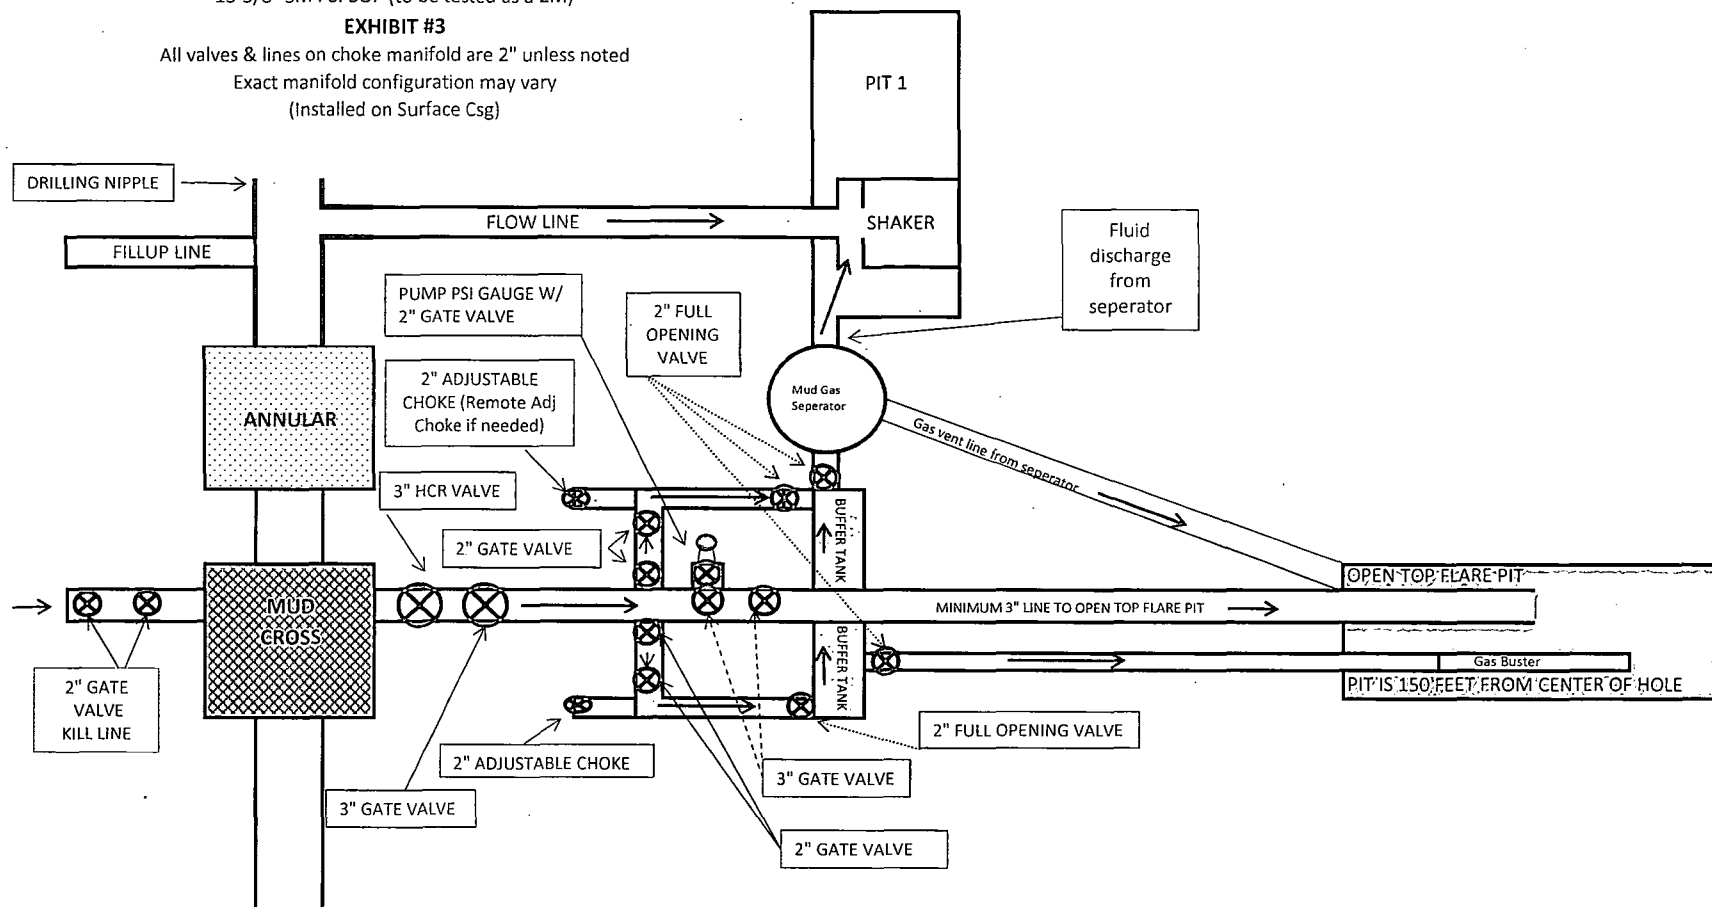 EXHIBIT #3
All valves & lines on choke manifold are 2" unless noted
Exact manifold configuration may vary
(Installed on Surface Csg)
PIT 1
DRILLING NIPPLE
FLOW LINE
SHAKER
FILLUP LINE
Fluid
discharge
from
seperator
PUMP PSI GAUGE W/
2" GATE VALVE
2" FULL
OPENING
VALVE
2" ADJUSTABLE
CHOKE (Remote Adj
Choke if needed)
Mud Gas
Seperator
ANNULAR
Gas vent line from seperator
3" HCR VALVE
2" GATE VALVE
BUFFER TANK
OPEN TOP FLARE PIT
MUD
CROSS
MINIMUM 3" LINE TO OPEN TOP FLARE PIT
BUFFER TANK
Gas Buster
PIT IS 150 FEET FROM CENTER OF HOLE
2" GATE
VALVE
KILL LINE
2" FULL OPENING VALVE
2" ADJUSTABLE CHOKE
3" GATE VALVE
3" GATE VALVE
2" GATE VALVE